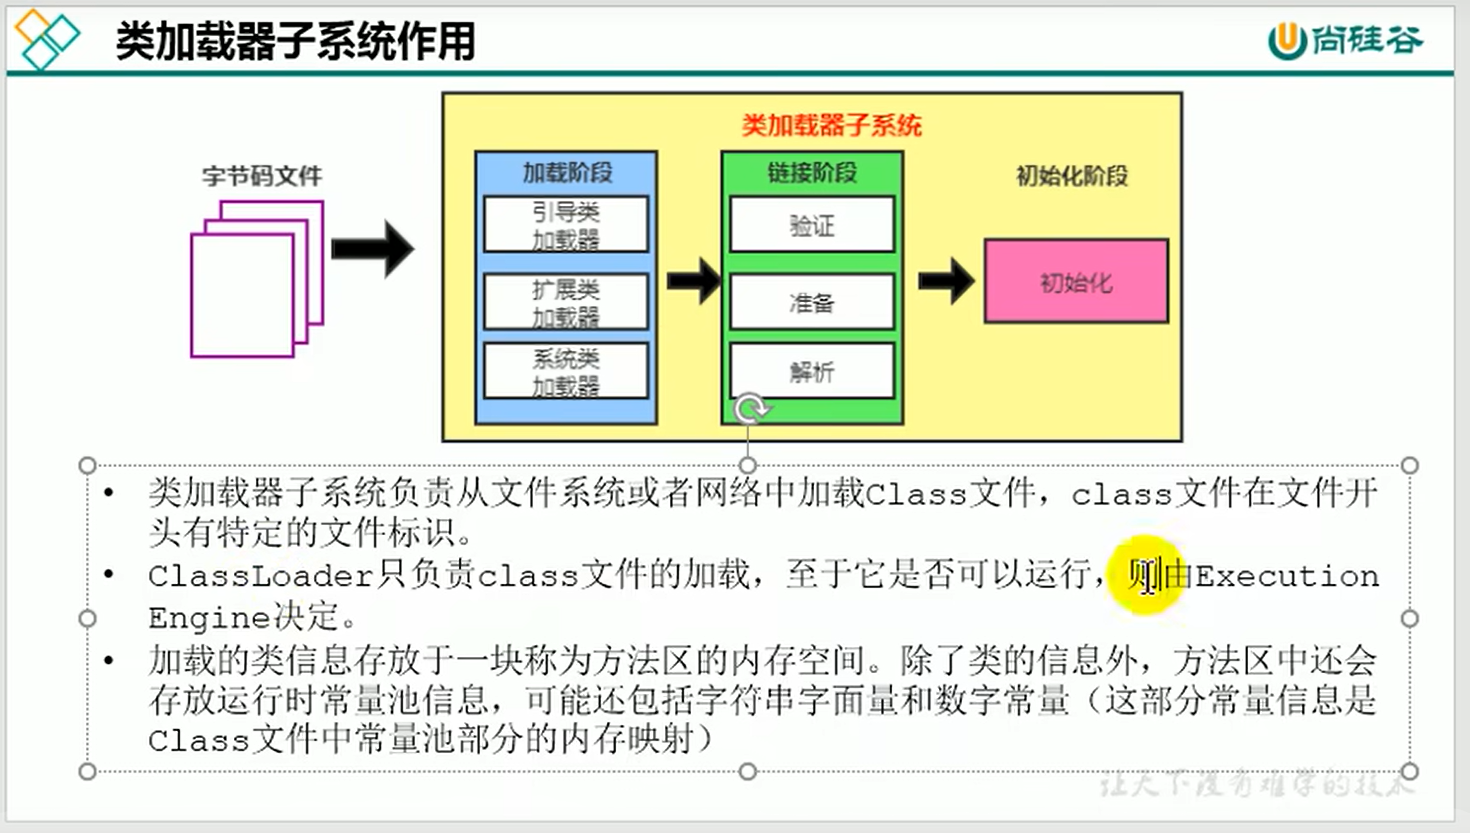 类加载器子系统作用
尚硅谷
类加载器子系统
字节码文件
加载阶段
引导类
加载器
扩展类
加载器
系统类
加载器
链接阶段
验证
准备
解析
初始化阶段
初始化
• 类加载器子系统负责从文件系统或者网络中加载Class文件，class文件在文件开
头有特定的文件标识。
• ClassLoader只负责class文件的加载，至于它是否可以运行，则由Execution
Engine决定。
• 加载的类信息存放于一块称为方法区的内存空间。除了类的信息外，方法区中还会
存放运行时常量池信息，可能还包括字符串字面量和数字常量（这部分常量信息是
Class文件中常量池部分的内存映射）
让天下没有难学的技术